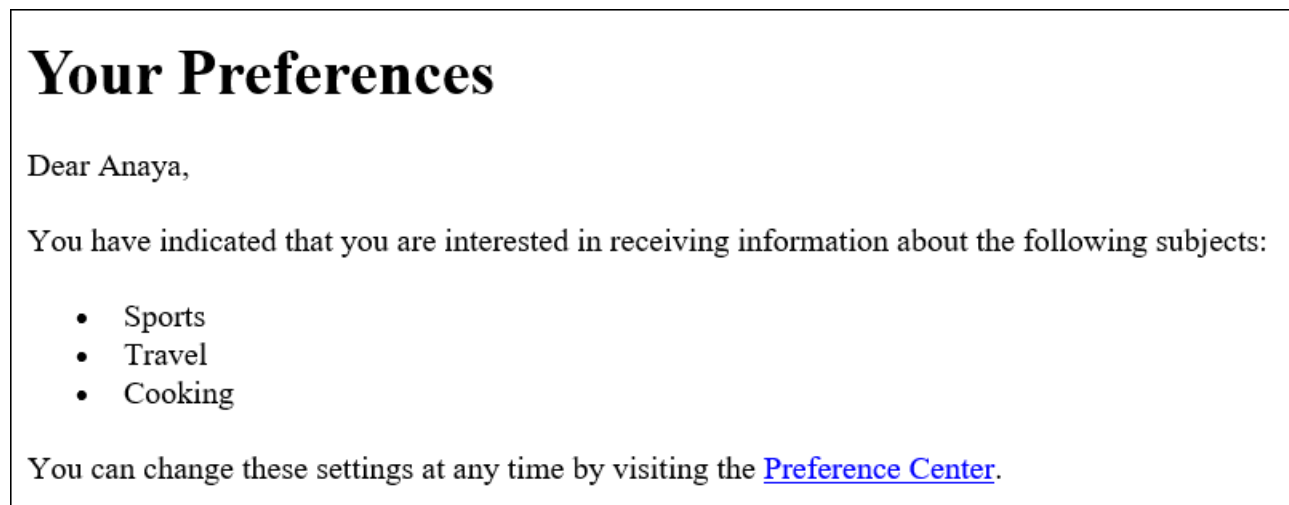 Your Preferences
Dear Anaya,
You have indicated that you are interested in receiving information about the following subjects:
• Sports
• Travel
• Cooking
You can change these settings at any time by visiting the Preference Center.